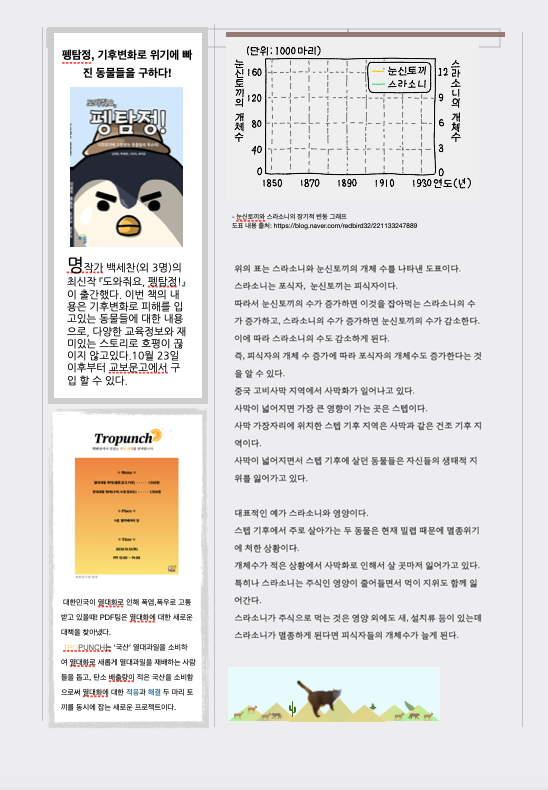 펭탐정, 기후변화로 위기에 빠
진 동물들을 구하다!
도와줘요,
펭탐정!
명작가 백세찬(외 3명)의
최신작 『도와줘요, 펭탐정!』
이 출간했다. 이번 책의 내
용은 기후변화로 피해를 입
고있는 동물들에 대한 내용
으로, 다양한 교육정보와 재
미있는 스토리로 호평이 끊
이지 않고있다.10월 23일
이후부터 교보문고에서 구
입 할 수 있다.
Tropunch
대한민국이 열대화로 인해 폭염,폭우로 고통
받고 있을때! PDF팀은 열대화에 대한 새로운
대책을 찾아냈다.
TROPUNCH는 '국산' 열대과일을 소비하
여 열대화로 새롭게 열대과일을 재배하는 사람
들을 돕고, 탄소 배출량이 적은 국산을 소비함
으로써 열대화에 대한 적응과 해결 두 마리 토
끼를 동시에 잡는 새로운 프로젝트이다.
(단위: 1000마리)
눈신토끼의 개체수
스라소니의 개체수
눈신토끼
스라소니
160
120
80
40
0
12
9
6
3
0
1850 1870 1890 1910 1930 연도(년)
- 눈신토끼와 스라소니의 장기적 변동 그래프
도표 내용 출처: https://blog.naver.com/redbird32/221133247889
위의 표는 스라소니와 눈신토끼의 개체 수를 나타낸 도표이다.
스라소니는 포식자, 눈신토끼는 피식자이다.
따라서 눈신토끼의 수가 증가하면 이것을 잡아먹는 스라소니의 수
가 증가하고, 스라소니의 수가 증가하면 눈신토끼의 수가 감소한다.
이에 따라 스라소니의 수도 감소하게 된다.
즉, 피식자의 개체 수 증가에 따라 포식자의 개체수도 증가한다는 것
을 알 수 있다.
중국 고비사막 지역에서 사막화가 일어나고 있다.
사막이 넓어지면 가장 큰 영향이 가는 곳은 스텝이다.
사막 가장자리에 위치한 스텝 기후 지역은 사막과 같은 건조 기후 지
역이다.
사막이 넓어지면서 스텝 기후에 살던 동물들은 자신들의 생태적 지
위를 잃어가고 있다.
대표적인 예가 스라소니와 영양이다.
스텝 기후에서 주로 살아가는 두 동물은 현재 밀렵 때문에 멸종위기
에 처한 상황이다.
개체수가 적은 상황에서 사막화로 인해서 살 곳마저 잃어가고 있다.
특히나 스라소니는 주식인 영양이 줄어들면서 먹이 지위도 함께 잃
어간다.
스라소니가 주식으로 먹는 것은 영양 외에도 새, 설치류 등이 있는데
스라소니가 멸종하게 된다면 피식자들의 개체수가 늘게 된다.